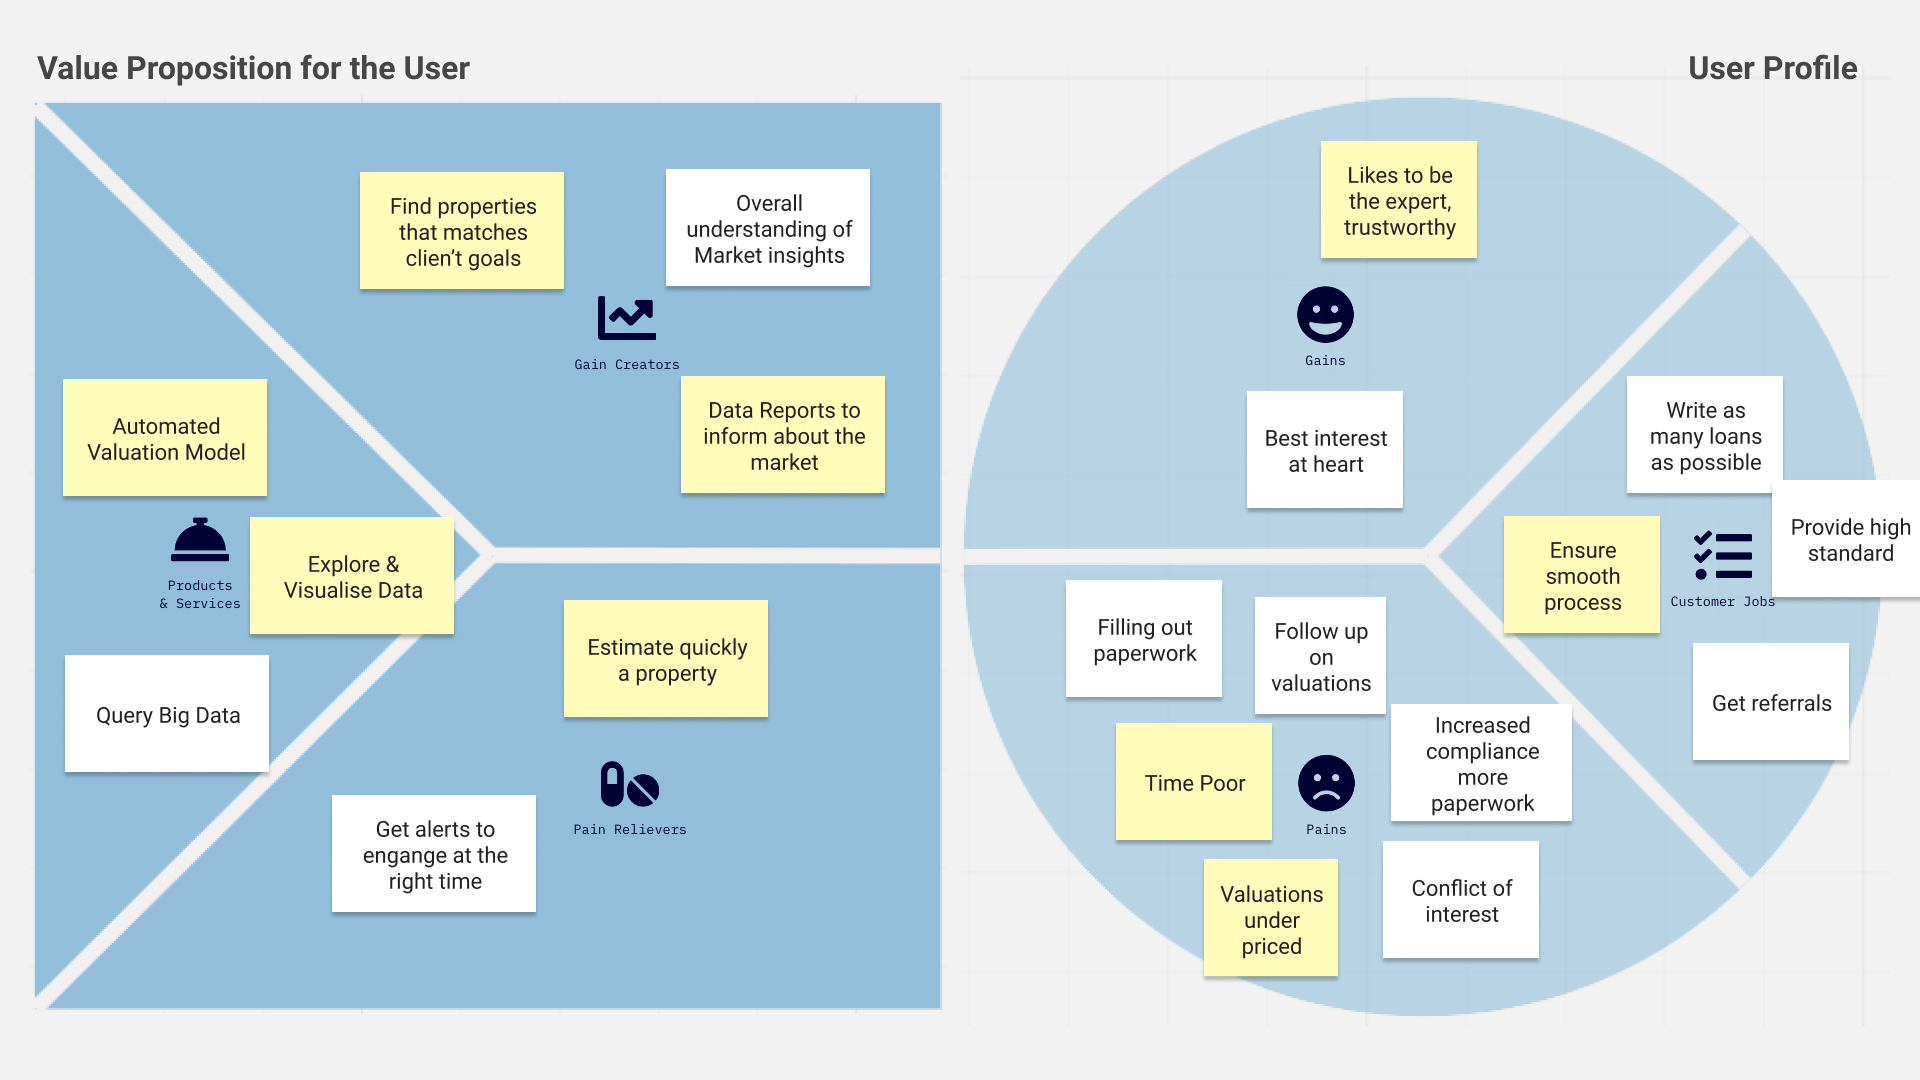 Value Proposition for the User
User Profile
Find properties
that matches
clien’t goals
Overall
understanding of
Market insights
Gain Creators
Data Reports to
inform about the
market
Automated
Valuation Model
Products
& Services
Explore &
Visualise Data
Query Big Data
Estimate quickly
a property
Pain Relievers
Get alerts to
engange at the
right time
Likes to be
the expert,
trustworthy
Gains
Best interest
at heart
Write as
many loans
as possible
Provide high
standard
Ensure
smooth
process
Customer Jobs
Get referrals
Filling out
paperwork
Follow up
on
valuations
Increased
compliance
more
paperwork
Time Poor
Pains
Valuations
under
priced
Conflict of
interest